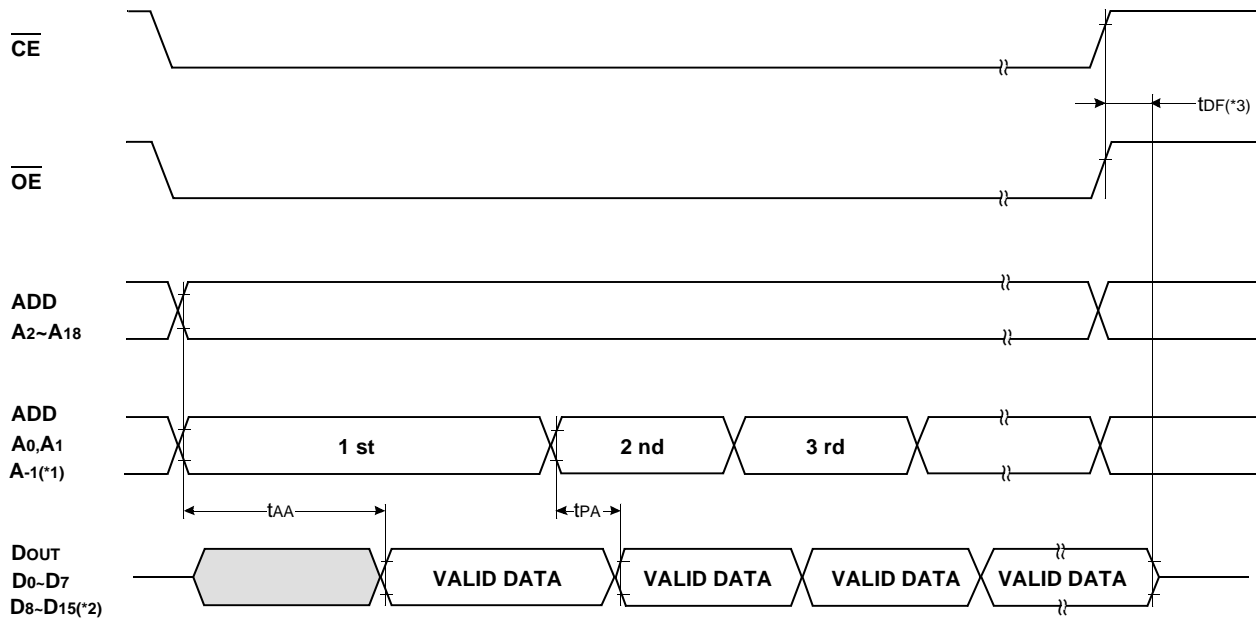 CE
tDF(*3)
OE
ADD
A2~A18
ADD
A0,A1
A-1(*1)
1 st
2 nd
3 rd
tAA
tPA
DOUT
D0~D7
D8~D15(*2)
VALID DATA
VALID DATA
VALID DATA
VALID DATA